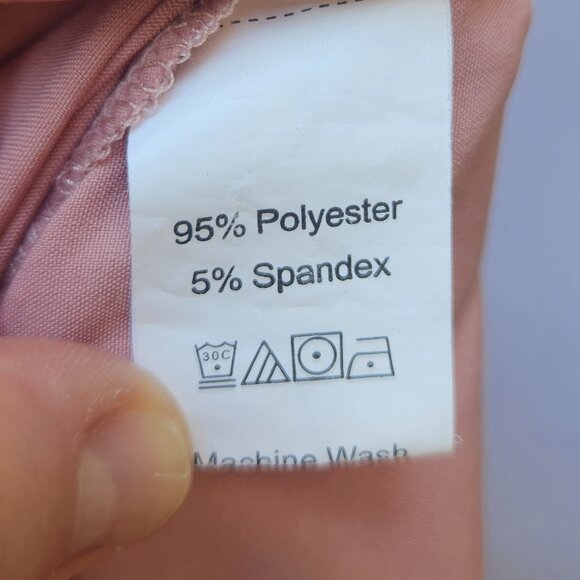 95% Polyester
5% Spandex
30C
Machine Wash